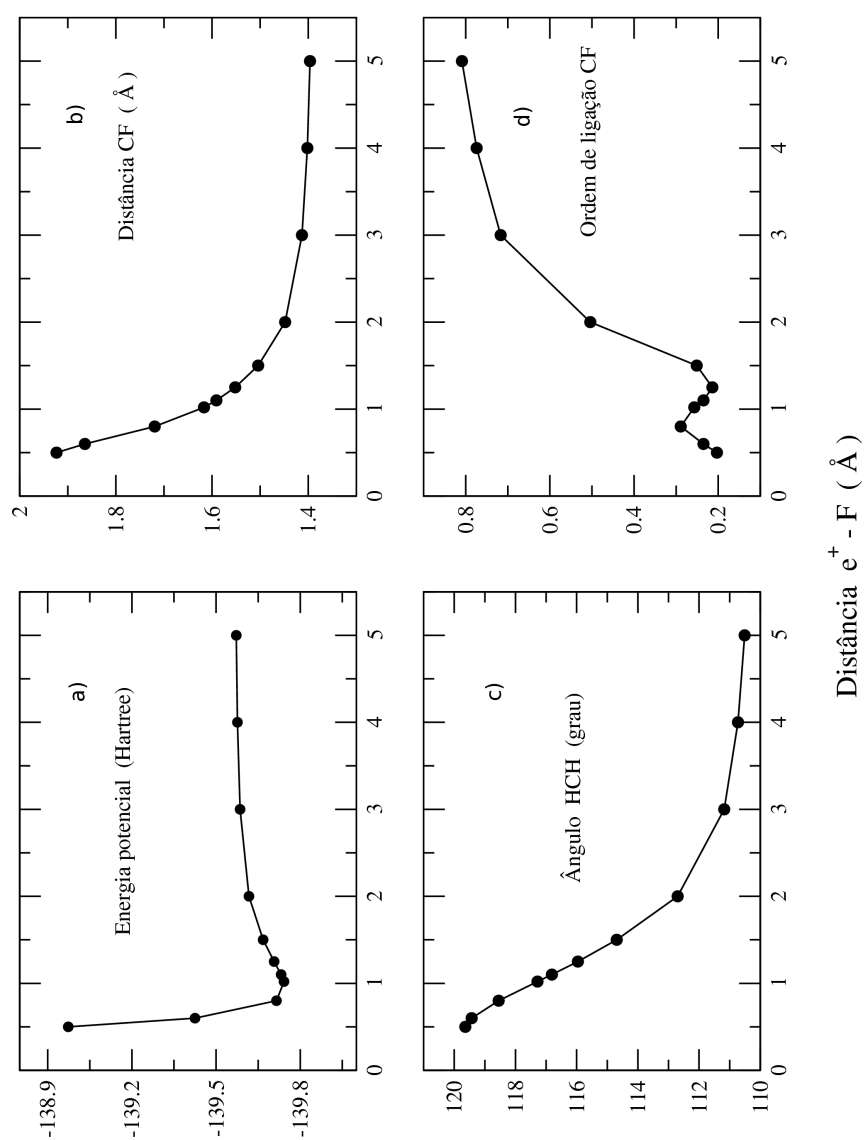 a)
Energia potencial (Hartree)
-138.9
-139.2
-139.5
-139.8
0 1 2 3 4 5
b)
Distância CF ( Å )
2
1.8
1.6
1.4
0 1 2 3 4 5
c)
Ângulo HCH (grau)
120
118
116
114
112
110
0 1 2 3 4 5
d)
Ordem de ligação CF
0.8
0.6
0.4
0.2
0 1 2 3 4 5
Distância e⁺ - F ( Å )